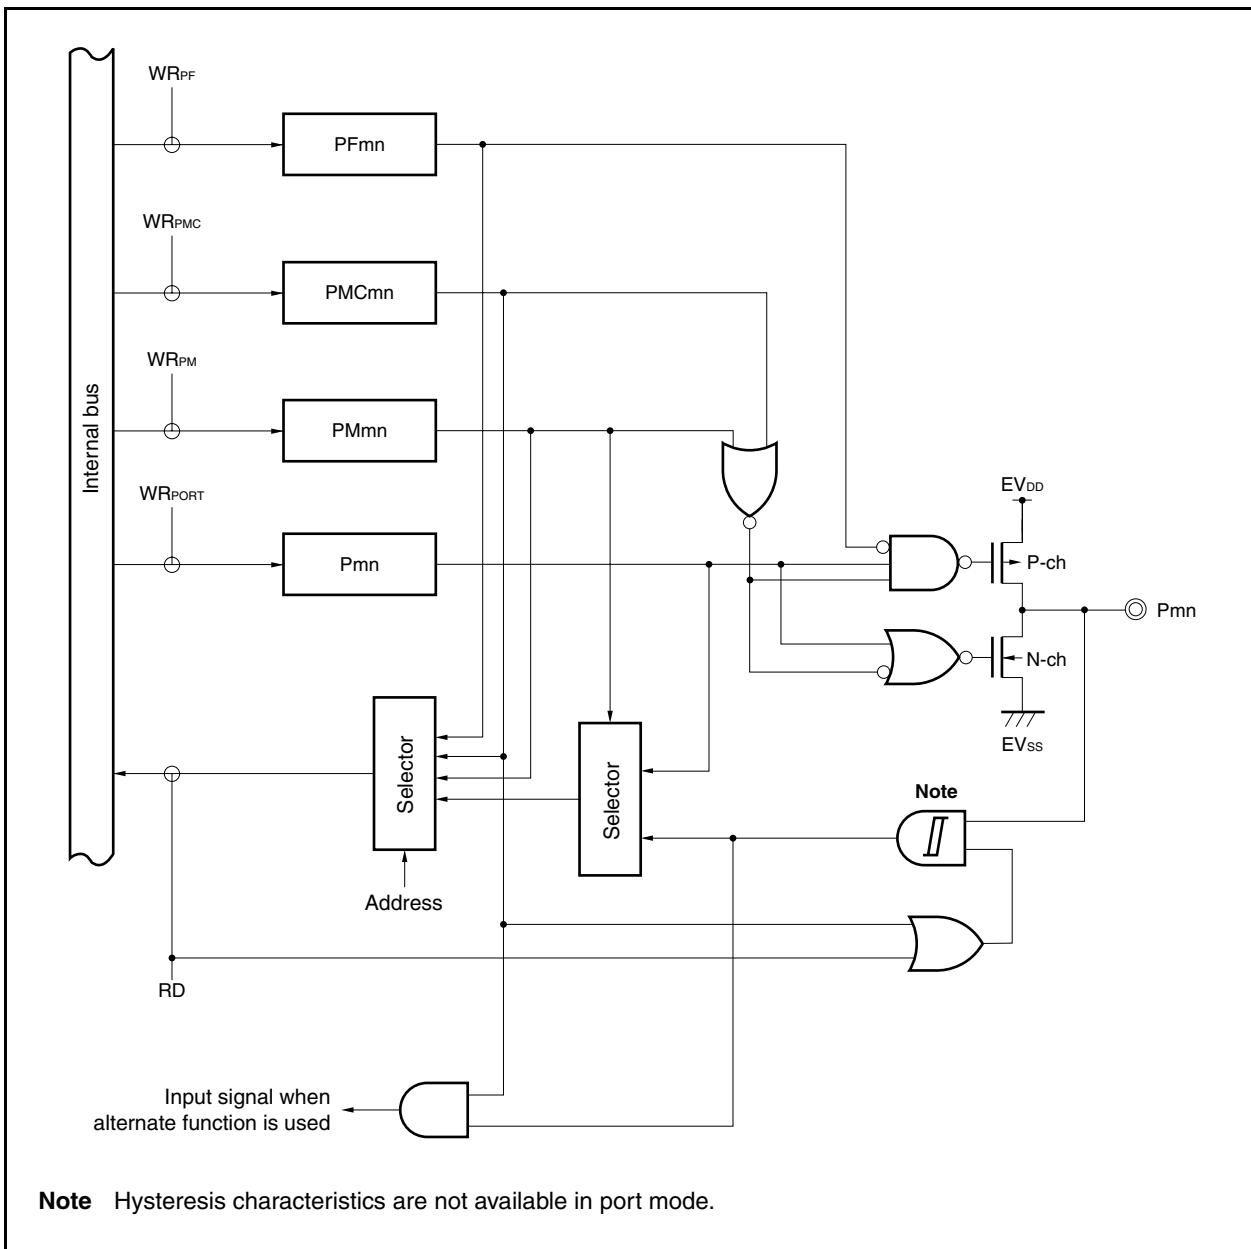 WRPF
PFmn
WRPMC
PMCmn
WRPM
PMmn
Internal bus
WRPORT
Pmn
EVDD
P-ch
Pmn
N-ch
EVSS
Selector
Selector
Note
Address
RD
Input signal when
alternate function is used
Note Hysteresis characteristics are not available in port mode.